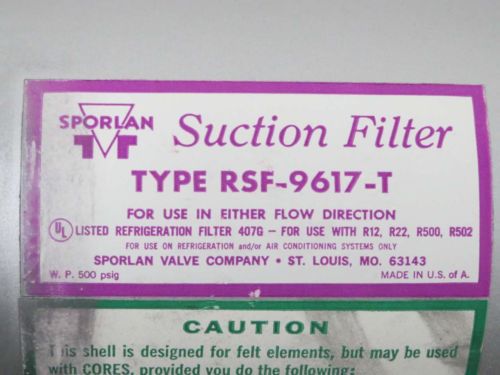 SPORLAN
Suction Filter
TYPE RSF-9617-T
FOR USE IN EITHER FLOW DIRECTION
UL LISTED REFRIGERATION FILTER 407G - FOR USE WITH R12, R22, R500, R502
FOR USE ON REFRIGERATION and/or AIR CONDITIONING SYSTEMS ONLY
SPORLAN VALVE COMPANY • ST. LOUIS, MO. 63143
W. P. 500 psig MADE IN U.S. of A.
CAUTION
This shell is designed for felt elements, but may be used
with CORES, provided you do the following: